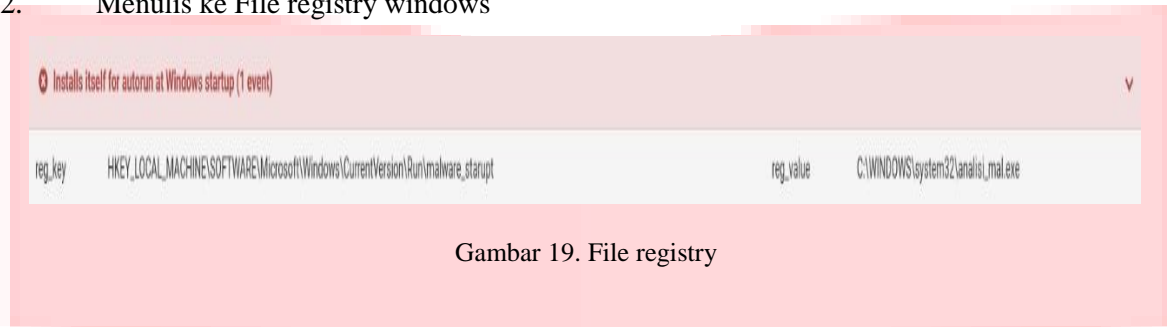 2. Menulis ke File registry windows
Installs itself for autorun at Windows startup (1 event)
reg_key HKEY_LOCAL_MACHINE\SOFTWARE\Microsoft\Windows\CurrentVersion\Run\malware_starupt reg_value C:\WINDOWS\system32\analisi_mal.exe
Gambar 19. File registry